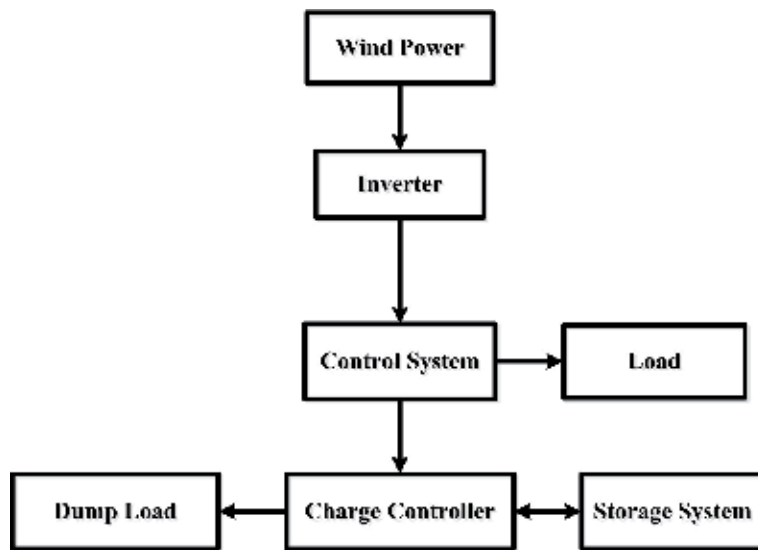 Wind Power
Inverter
Control System
Load
Dump Load
Charge Controller
Storage System